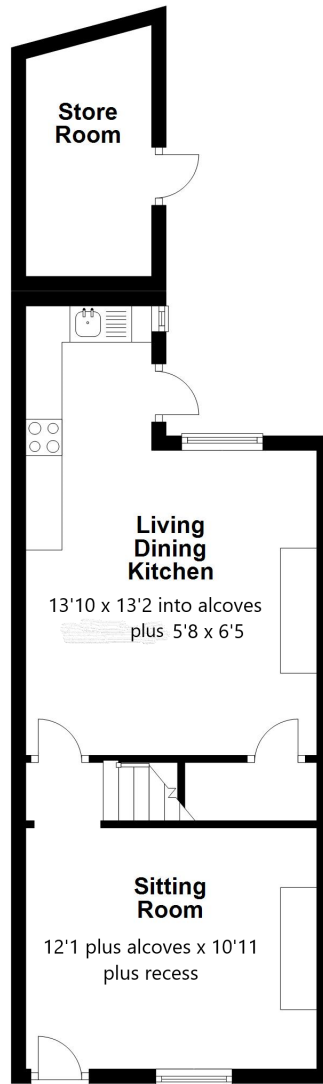 Store
Room
Living
Dining
Kitchen
13'10 x 13'2 into alcoves
plus 5'8 x 6'5
Sitting
Room
12'1 plus alcoves x 10'11
plus recess